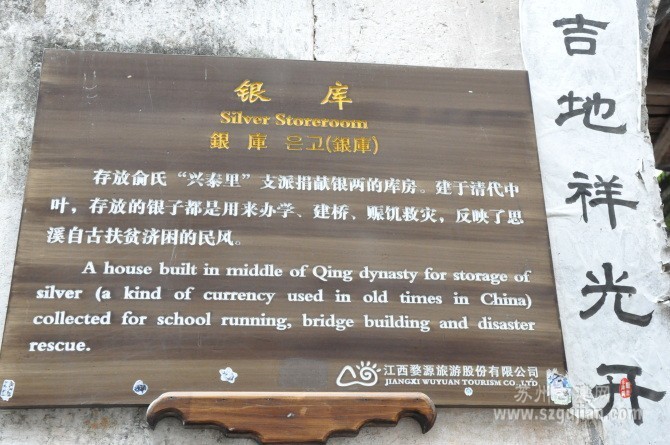 银 库
Silver Storeroom
銀 庫 은고(銀庫)
存放俞氏“兴泰里”支派捐献银两的库房。建于清代中
叶，存放的银子都是用来办学、建桥、赈饥救灾，反映了思
溪自古扶贫济困的民风。
A house built in middle of Qing dynasty for storage of
silver (a kind of currency used in old times in China)
collected for school running, bridge building and disaster
rescue.
江西婺源旅游股份有限公司
JIANGXI WUYUAN TOURISM CO., LTD
吉地祥光开
www.szgujian.com